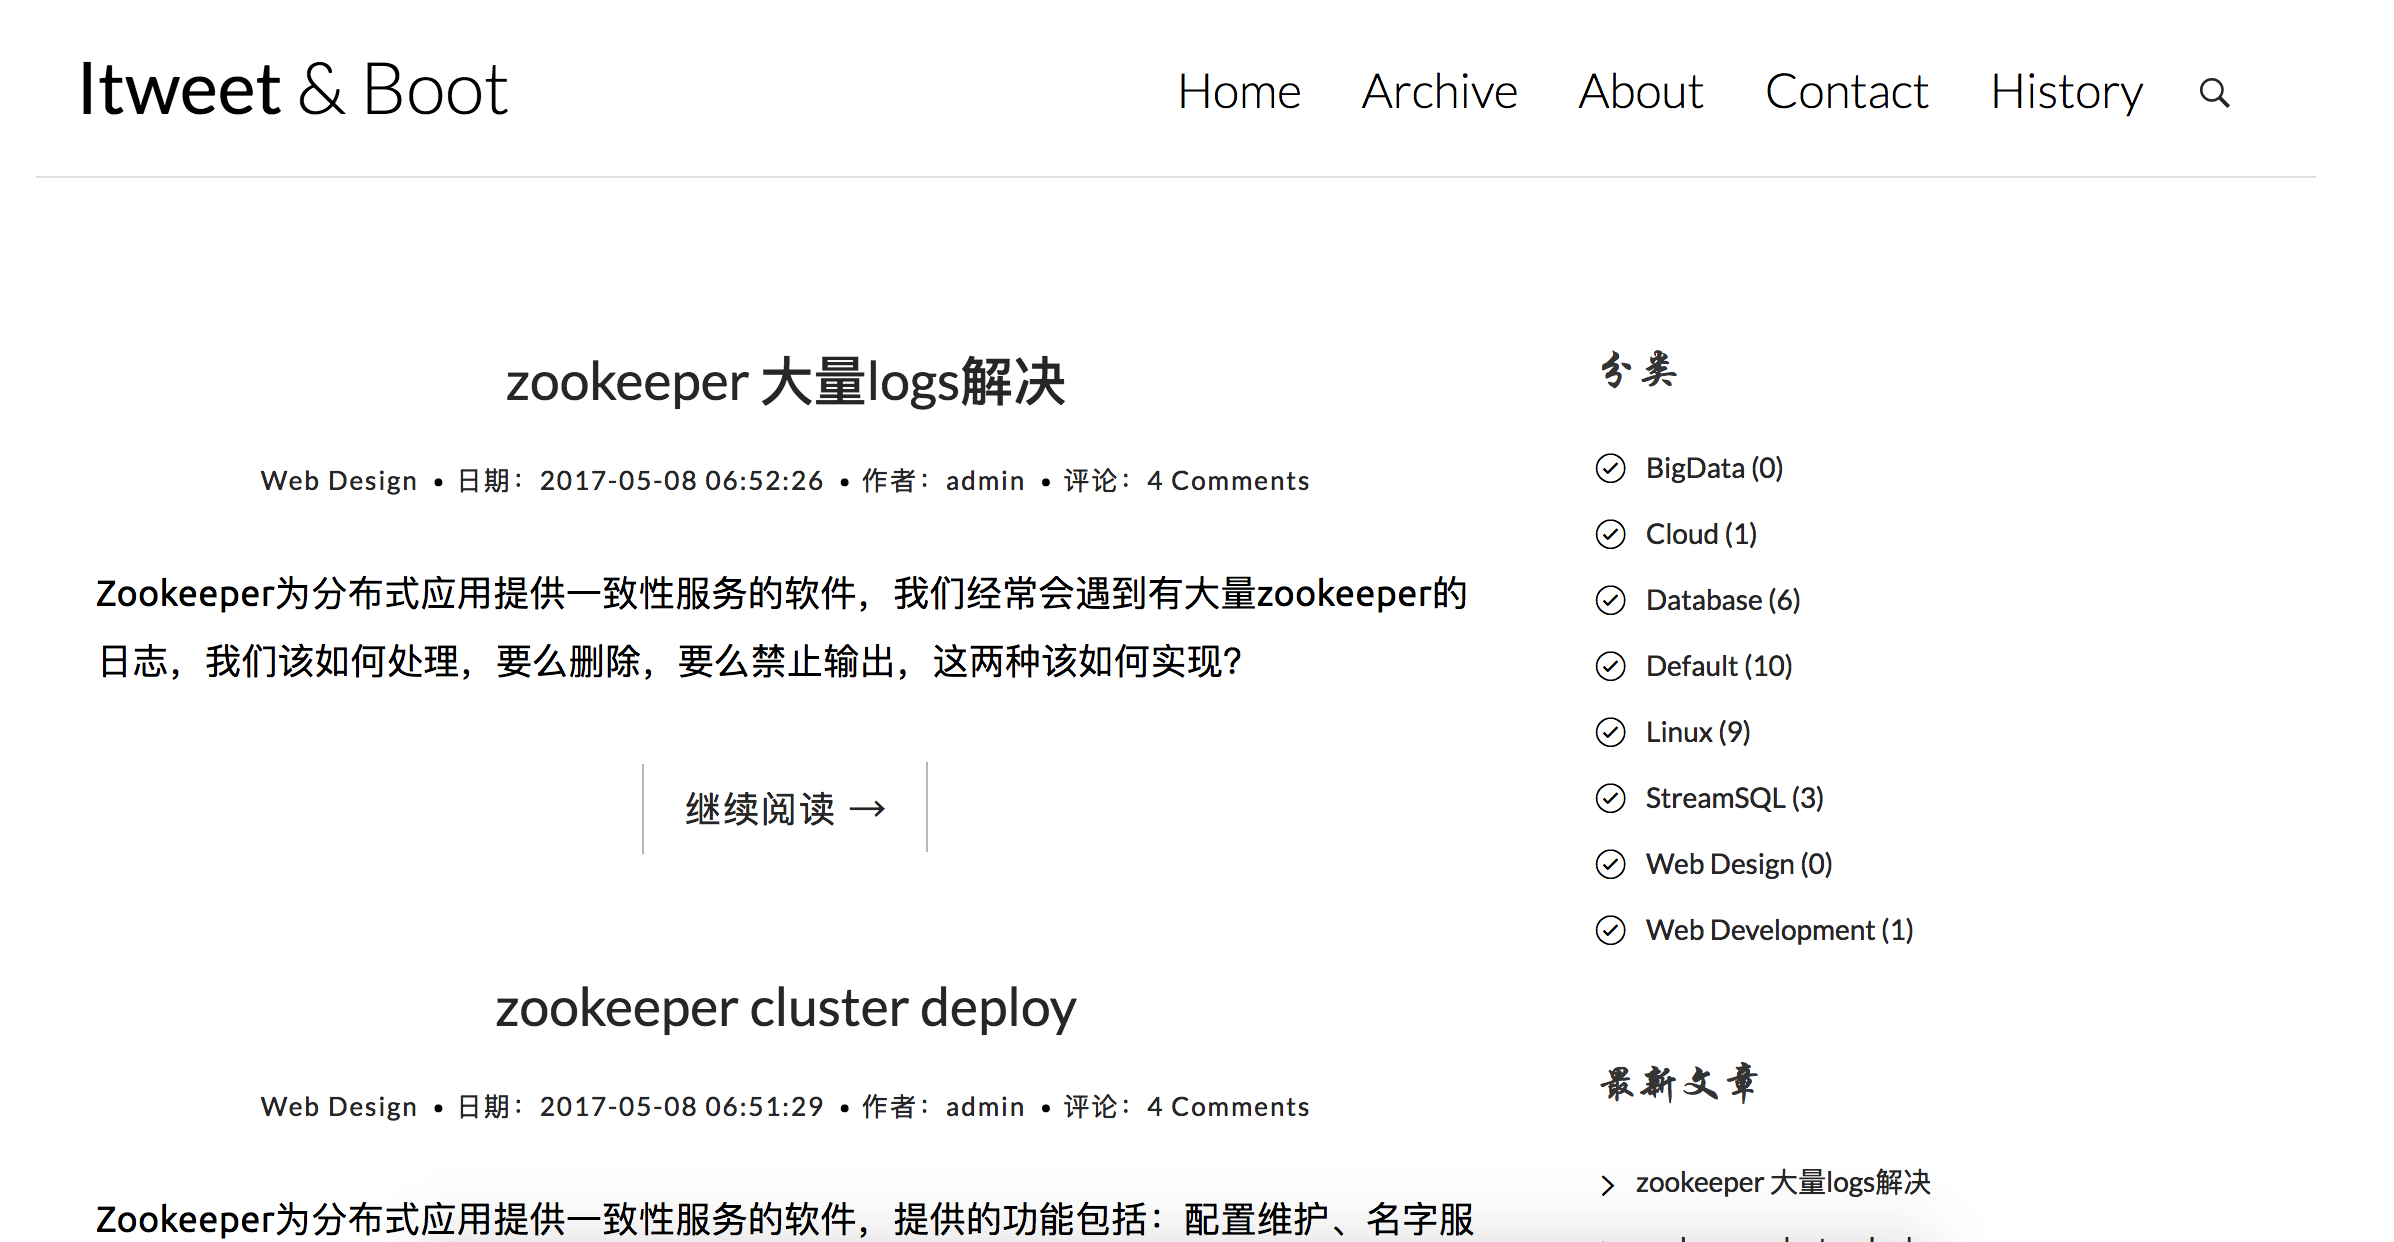 Itweet & Boot
Home Archive About Contact History
zookeeper 大量logs解决
Web Design • 日期：2017-05-08 06:52:26 • 作者：admin • 评论：4 Comments
Zookeeper为分布式应用提供一致性服务的软件，我们经常会遇到有大量zookeeper的
日志，我们该如何处理，要么删除，要么禁止输出，这两种该如何实现？
继续阅读 →
zookeeper cluster deploy
Web Design • 日期：2017-05-08 06:51:29 • 作者：admin • 评论：4 Comments
Zookeeper为分布式应用提供一致性服务的软件，提供的功能包括：配置维护、名字服
分类
BigData (0)
Cloud (1)
Database (6)
Default (10)
Linux (9)
StreamSQL (3)
Web Design (0)
Web Development (1)
最新文章
zookeeper 大量logs解决